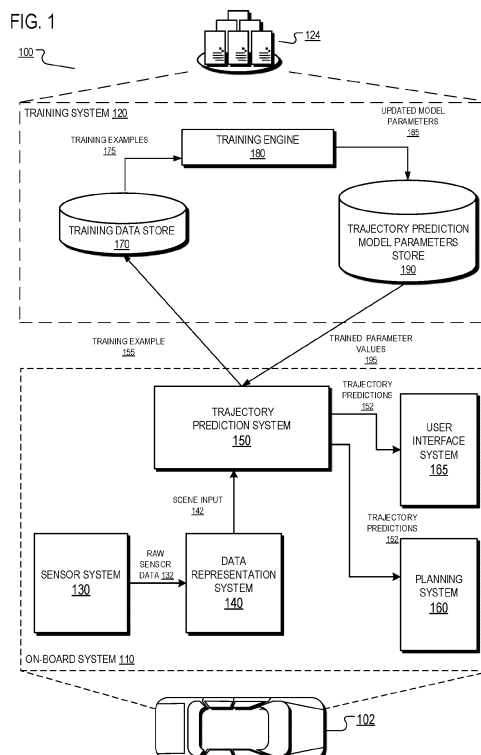 FIG. 1
100
124
TRAINING SYSTEM 120
TRAINING EXAMPLES
175
TRAINING ENGINE
180
UPDATED MODEL
PARAMETERS
185
TRAINING DATA STORE
170
TRAJECTORY PREDICTION
MODEL PARAMETERS
STORE
190
TRAINING EXAMPLE
155
TRAINED PARAMETER
VALUES
195
TRAJECTORY
PREDICTION SYSTEM
150
TRAJECTORY
PREDICTIONS
152
USER
INTERFACE
SYSTEM
165
SCENE INPUT
142
TRAJECTORY
PREDICTIONS
152
SENSOR SYSTEM
130
RAW
SENSOR
DATA 132
DATA
REPRESENTATION
SYSTEM
140
PLANNING
SYSTEM
160
ON-BOARD SYSTEM 110
102